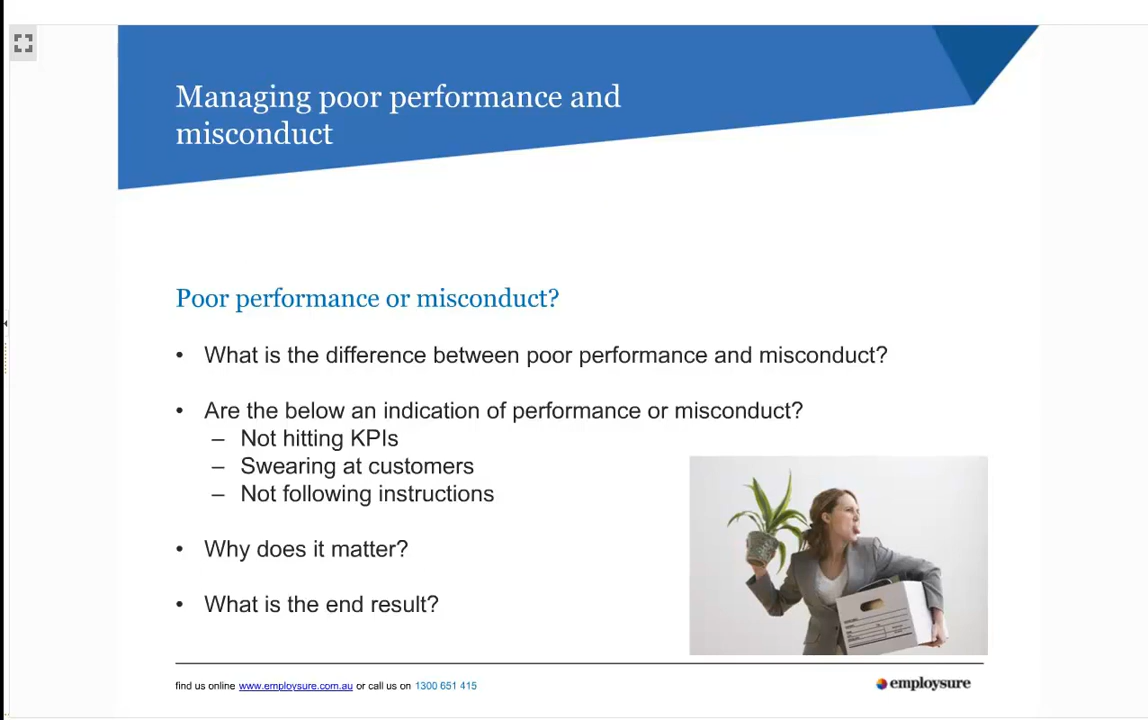 Managing poor performance and
misconduct
Poor performance or misconduct?
• What is the difference between poor performance and misconduct?
• Are the below an indication of performance or misconduct?
– Not hitting KPIs
– Swearing at customers
– Not following instructions
• Why does it matter?
• What is the end result?
find us online www.employsure.com.au or call us on 1300 651 415
employsure